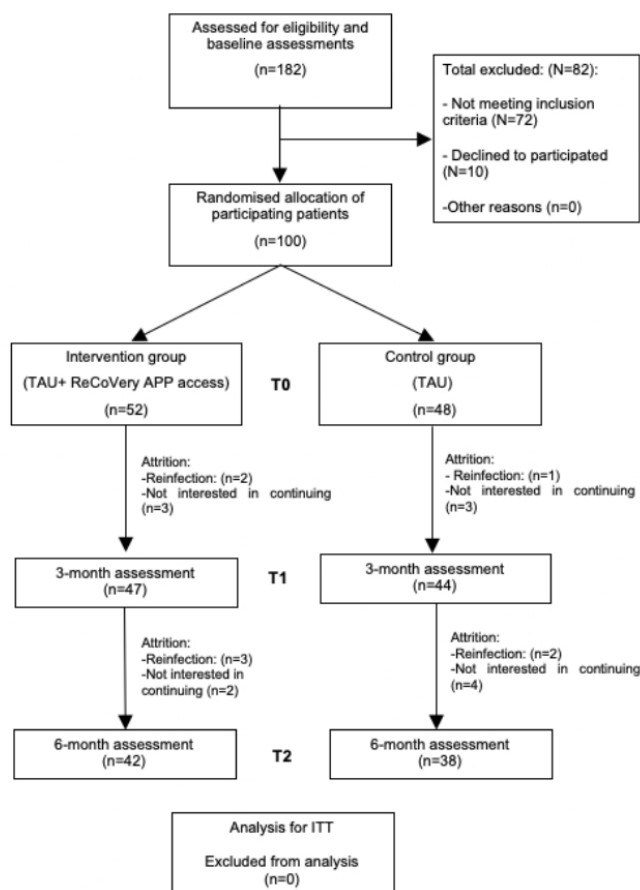 Assessed for eligibility and
baseline assessments
(n=182)
Total excluded: (N=82):
- Not meeting inclusion
criteria (N=72)
- Declined to participated
(N=10)
-Other reasons (n=0)
Randomised allocation of
participating patients
(n=100)
Intervention group
(TAU+ ReCoVery APP access)
(n=52)
T0
Control group
(TAU)
(n=48)
Attrition:
-Reinfection: (n=2)
-Not interested in continuing
(n=3)
Attrition:
- Reinfection: (n=1)
-Not interested in continuing
(n=3)
3-month assessment
(n=47)
T1
3-month assessment
(n=44)
Attrition:
-Reinfection: (n=3)
-Not interested in
continuing (n=2)
Attrition:
-Reinfection: (n=2)
-Not interested in continuing
(n=4)
6-month assessment
(n=42)
T2
6-month assessment
(n=38)
Analysis for ITT
Excluded from analysis
(n=0)